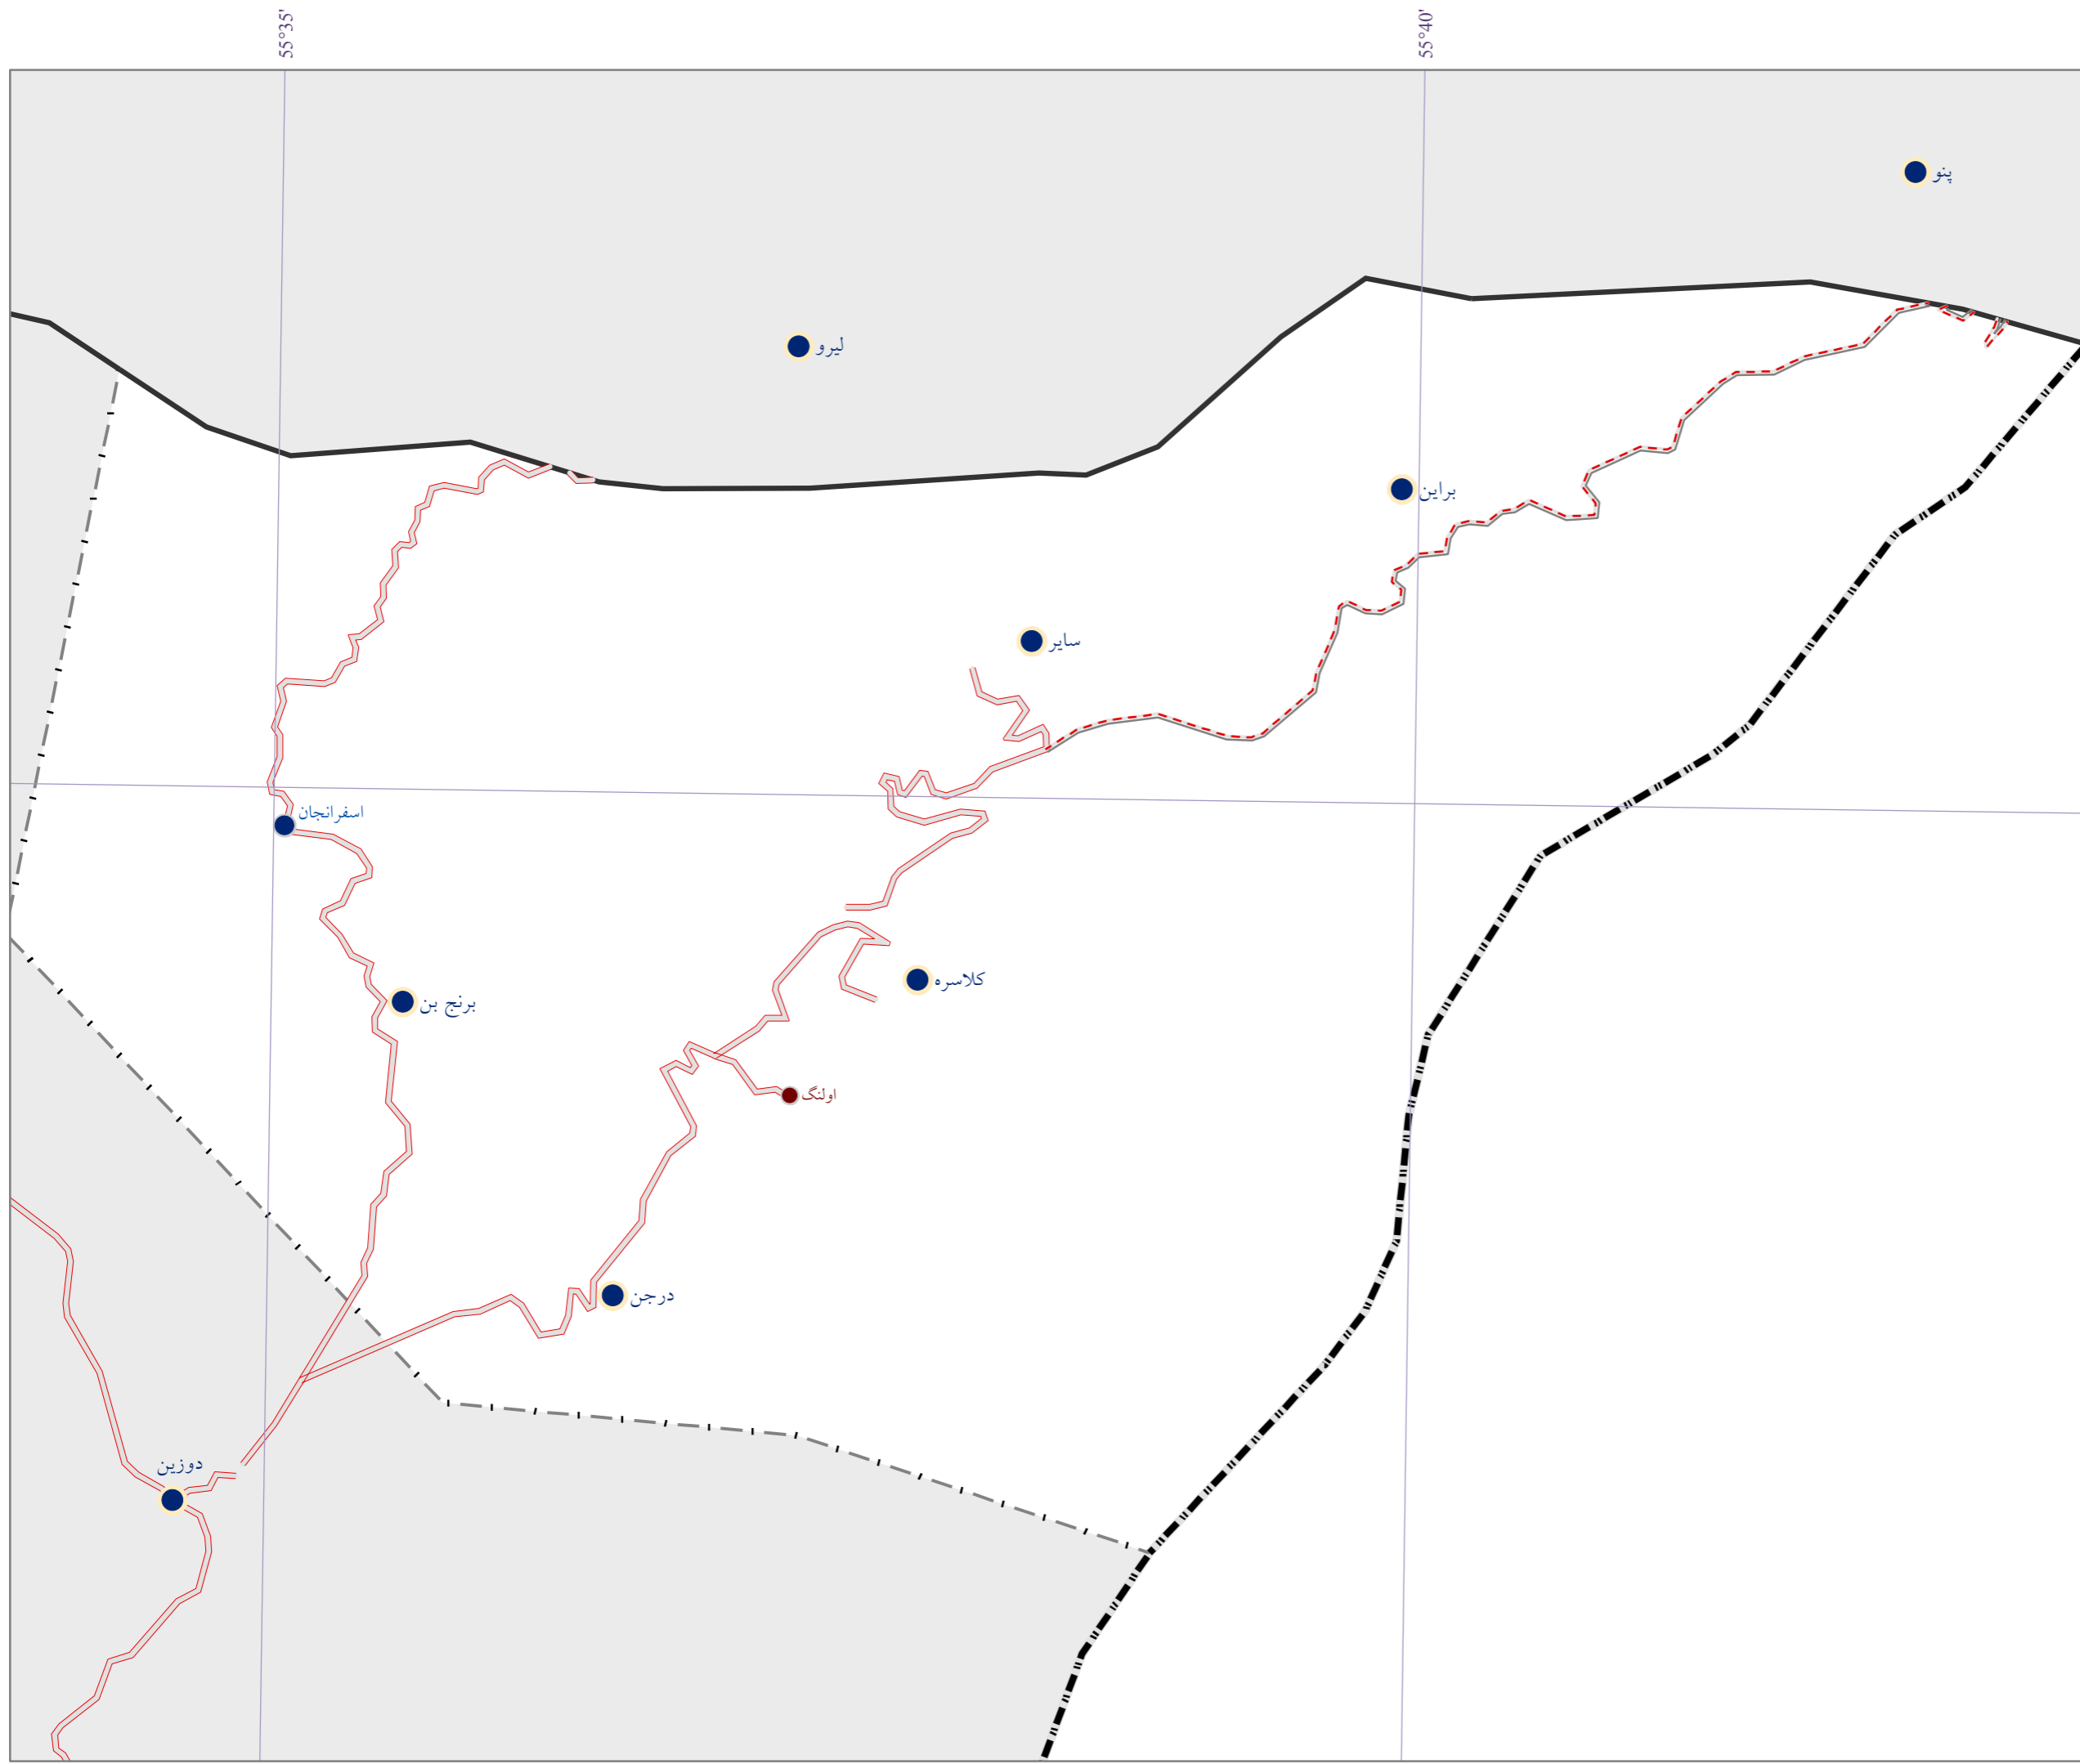 55°35'
55°40'
پنو
لیرو
براین
سایر
اسفرانجان
کلاسره
برنج بن
اولنگ
درجن
دوزین